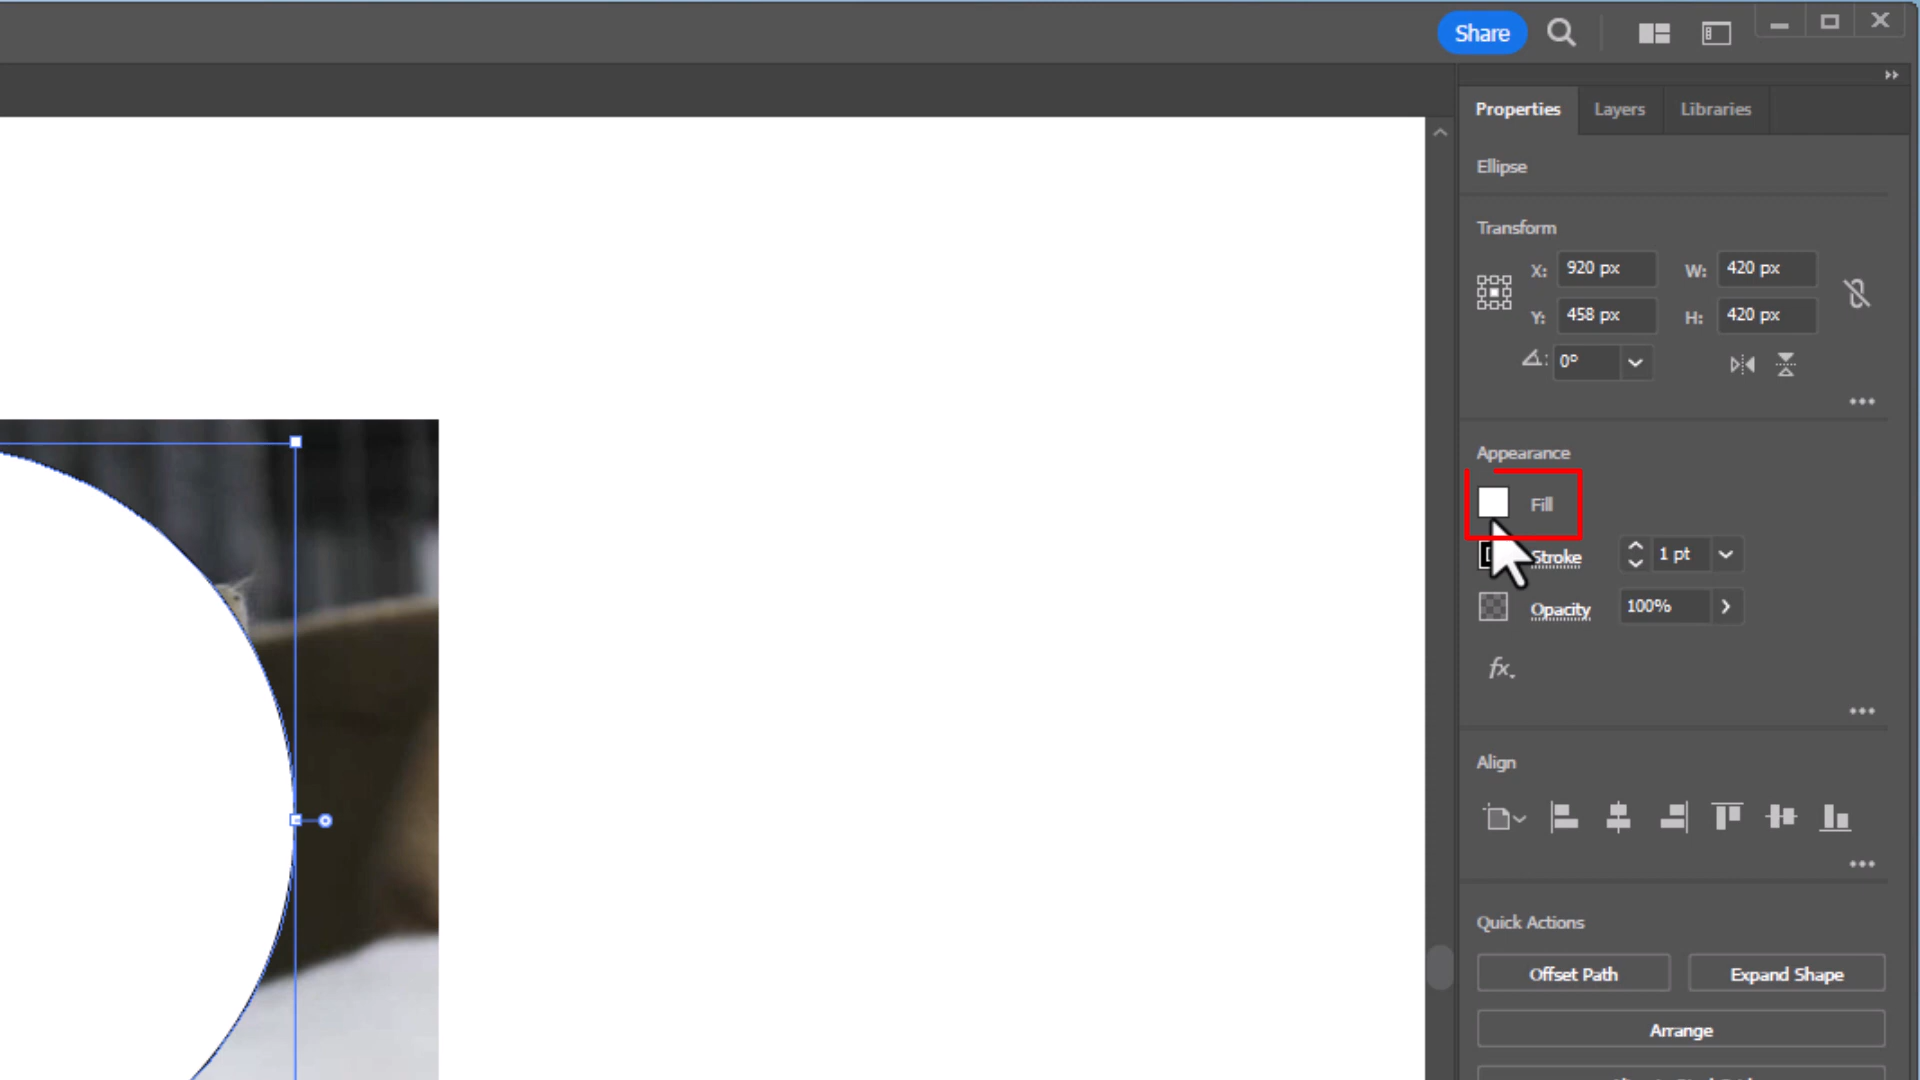 Share
Properties Layers Libraries
Ellipse
Transform
X: 920 px W: 420 px
Y: 458 px H: 420 px
0°
Appearance
Fill
Stroke 1 pt
Opacity 100%
fx.
Align
Quick Actions
Offset Path Expand Shape
Arrange